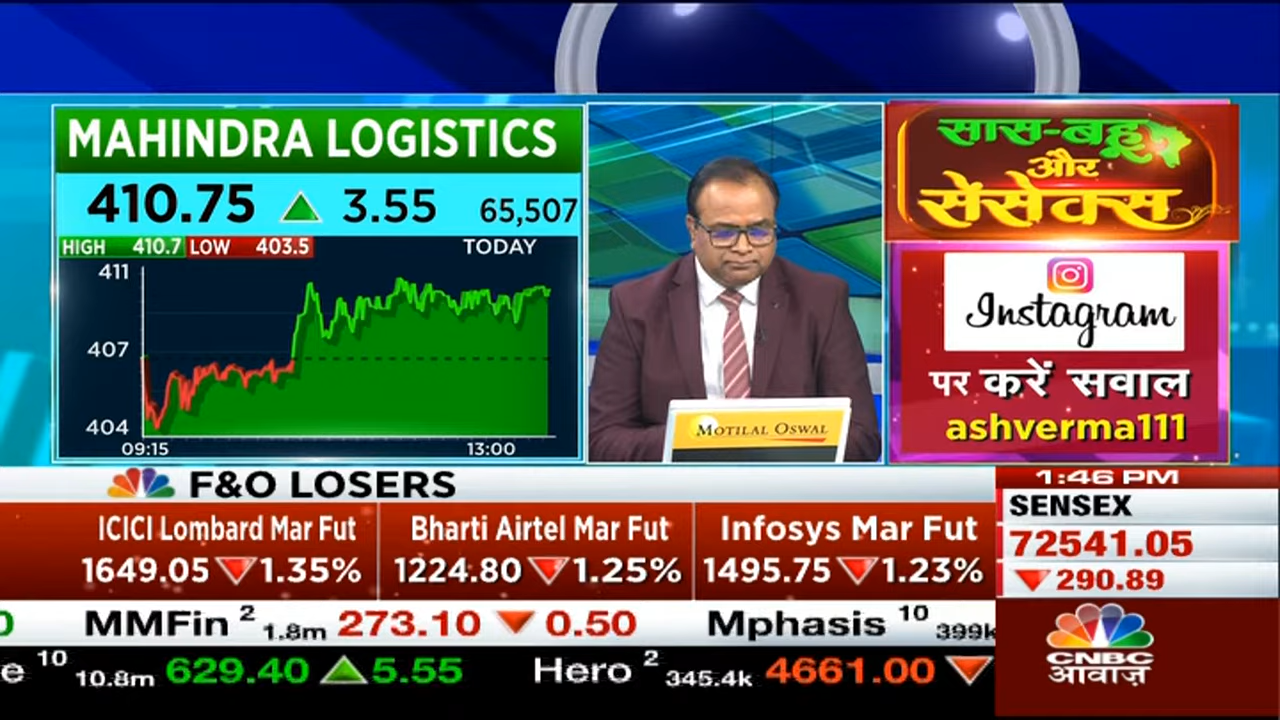 MAHINDRA LOGISTICS
410.75 3.55 65,507
HIGH 410.7 LOW 403.5 TODAY
411
407
404
09:15 13:00
MOTILAL OSWAL
सास-बहू
और
सेंसेक्स
Instagram
पर करें सवाल
ashverma111
F&O LOSERS
ICICI Lombard Mar Fut
1649.05 1.35%
Bharti Airtel Mar Fut
1224.80 1.25%
Infosys Mar Fut
1495.75 1.23%
1:46 PM
SENSEX
72541.05
290.89
0 MMFin 2 1.8m 273.10 0.50 Mphasis 10 399k
e 10 10.8m 629.40 5.55 Hero 2 345.4k 4661.00
CNBC
आवाज़